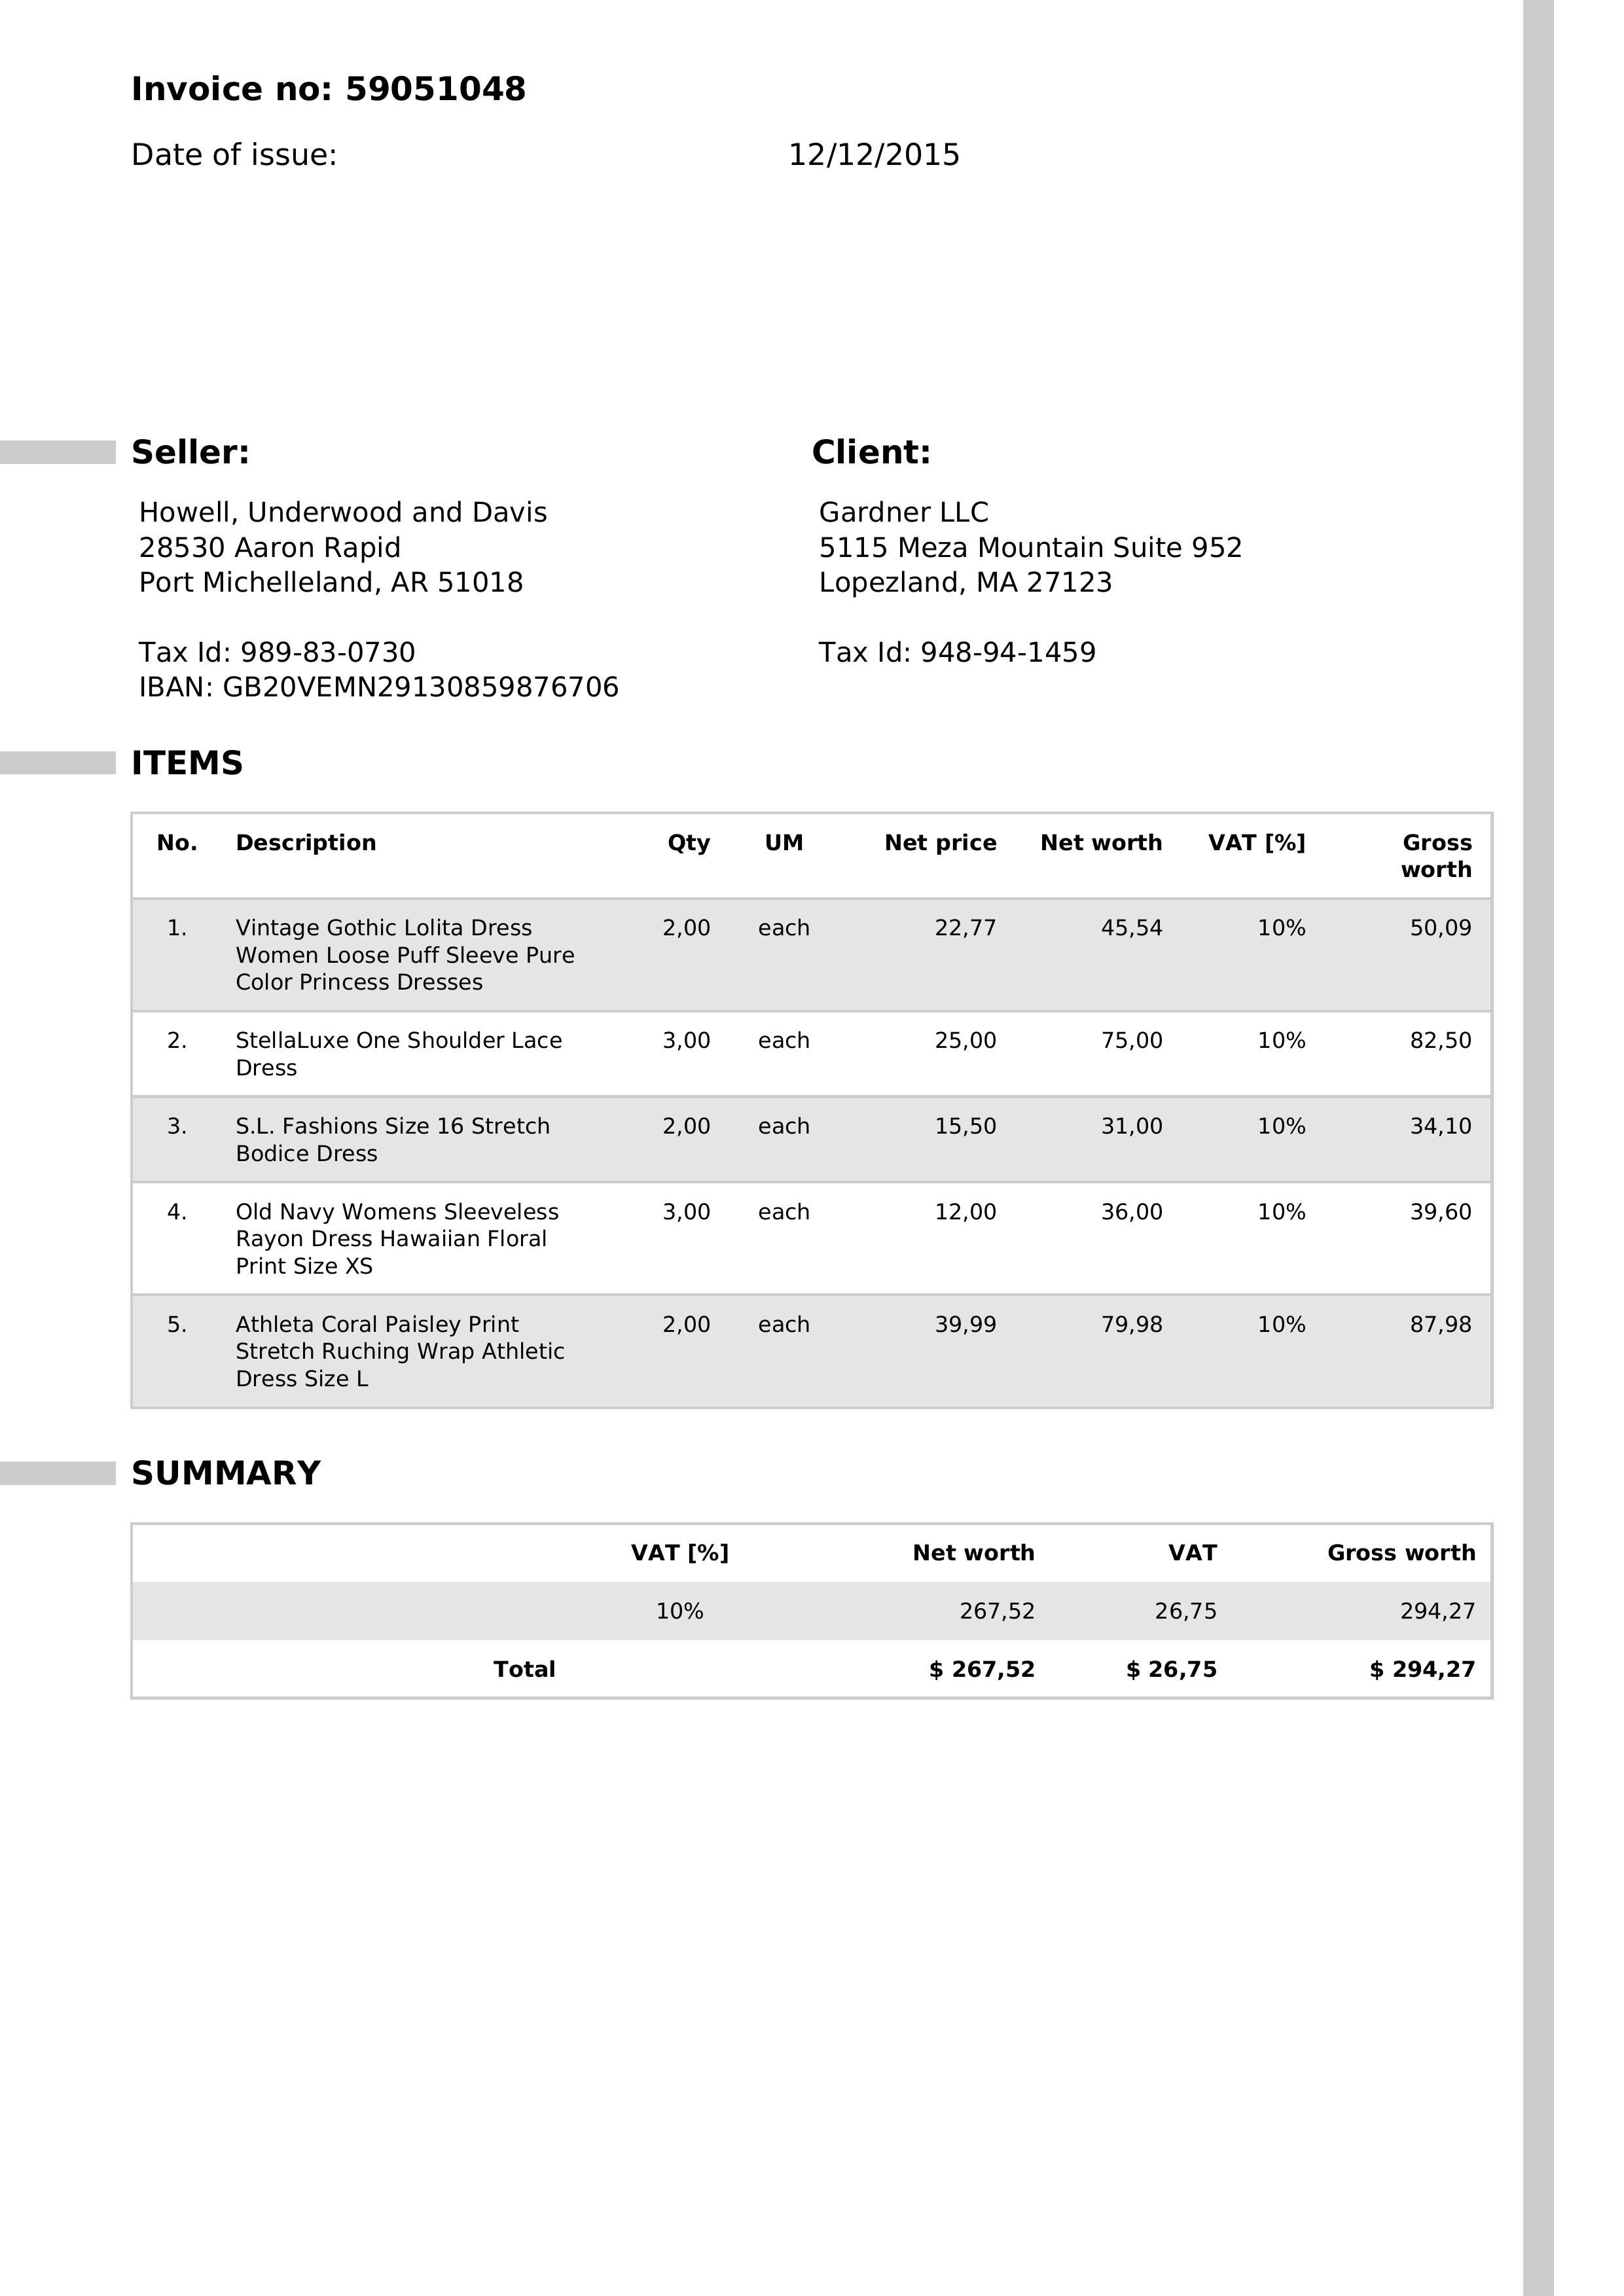 Invoice no: 59051048
Date of issue: 12/12/2015
Seller:
Howell, Underwood and Davis
28530 Aaron Rapid
Port Michelleland, AR 51018
Tax Id: 989-83-0730
IBAN: GB20VEMN29130859876706
Client:
Gardner LLC
5115 Meza Mountain Suite 952
Lopezland, MA 27123
Tax Id: 948-94-1459
ITEMS
No. Description Qty UM Net price Net worth VAT [%] Gross
worth
1. Vintage Gothic Lolita Dress 2,00 each 22,77 45,54 10% 50,09
Women Loose Puff Sleeve Pure
Color Princess Dresses
2. StellaLuxe One Shoulder Lace 3,00 each 25,00 75,00 10% 82,50
Dress
3. S.L. Fashions Size 16 Stretch 2,00 each 15,50 31,00 10% 34,10
Bodice Dress
4. Old Navy Womens Sleeveless 3,00 each 12,00 36,00 10% 39,60
Rayon Dress Hawaiian Floral
Print Size XS
5. Athleta Coral Paisley Print 2,00 each 39,99 79,98 10% 87,98
Stretch Ruching Wrap Athletic
Dress Size L
SUMMARY
VAT [%] Net worth VAT Gross worth
10% 267,52 26,75 294,27
Total $ 267,52 $ 26,75 $ 294,27